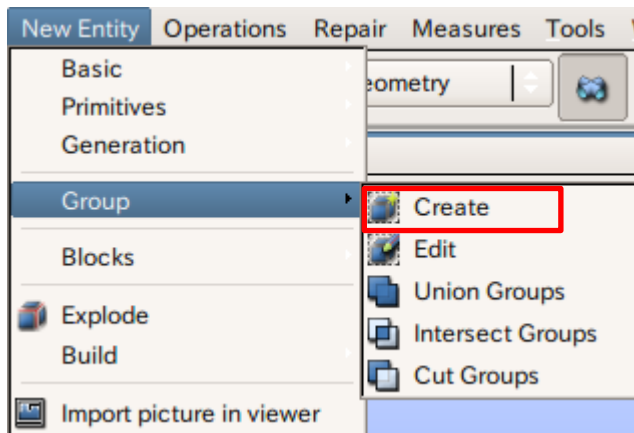 New Entity Operations Repair Measures Tools
Basic
eometry
Primitives
Generation
Group
Create
Edit
Blocks
Union Groups
Explode
Intersect Groups
Build
Cut Groups
Import picture in viewer